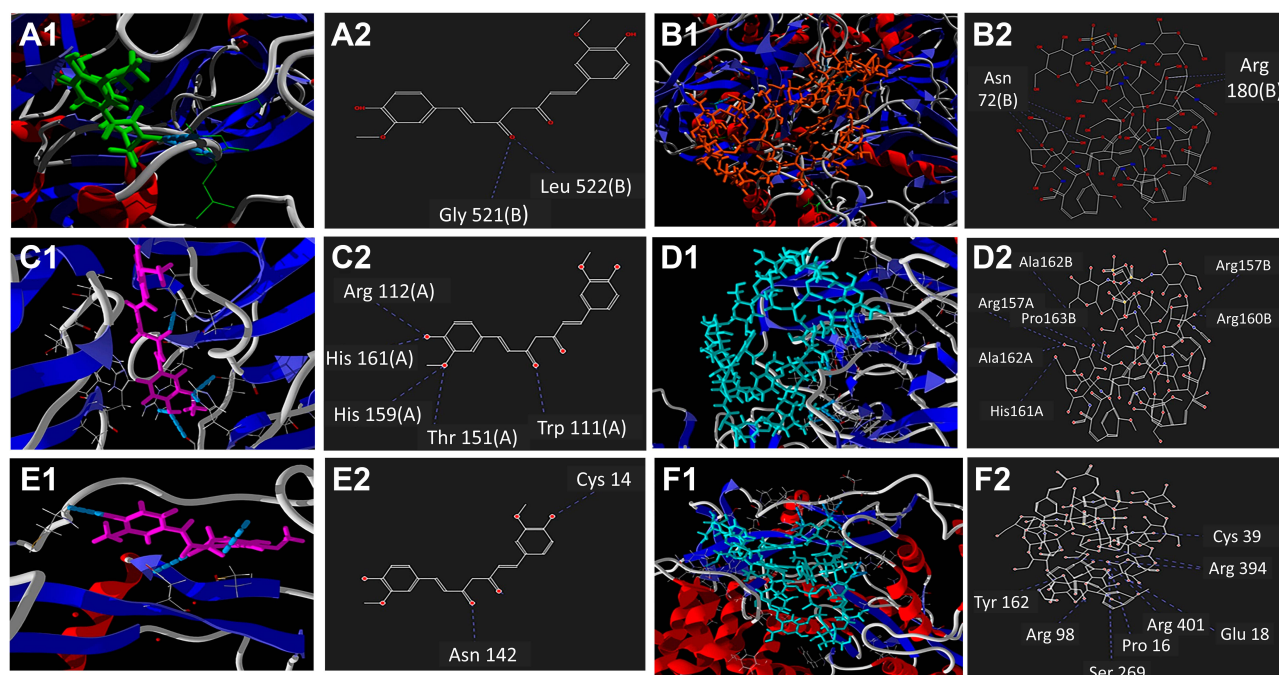 A1
A2
OH
OH
Leu 522(B)
Gly 521(B)
B1
B2
Asn
72(B)
Arg
180(B)
C1
C2
Arg 112(A)
His 161(A)
His 159(A)
Thr 151(A)
Trp 111(A)
D1
D2
Ala162B
Arg157B
Arg157A
Pro163B
Arg160B
Ala162A
His161A
E1
E2
Cys 14
Asn 142
F1
F2
Cys 39
Arg 394
Tyr 162
Arg 98
Arg 401
Glu 18
Pro 16
Ser 269